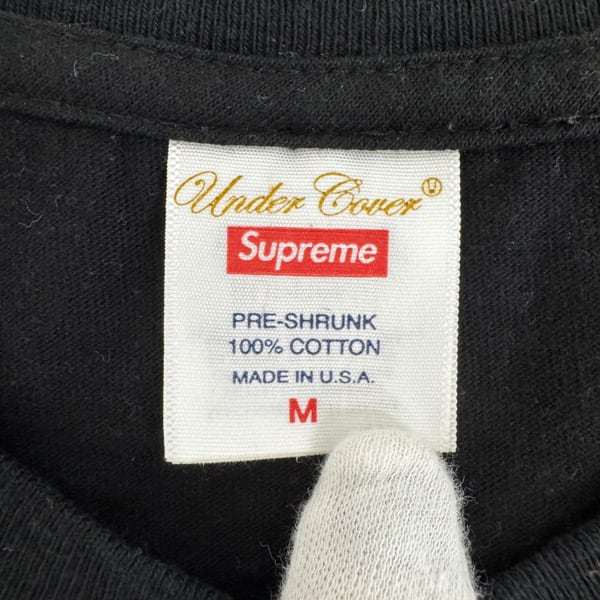 Under Cover Ⓤ
Supreme
PRE-SHRUNK
100% COTTON
MADE IN U.S.A.
M